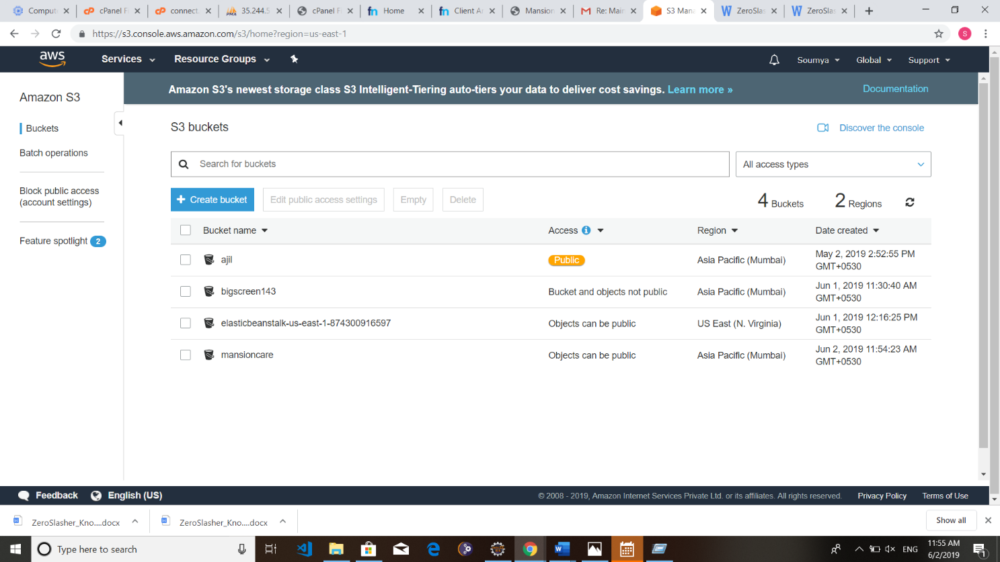 Comput
cPanel F
connect.
PMA
35.244.5
cPanel F
fn Home
fn Client A
Mansion
Re: Mai
S3 Mana
ZeroSlas
ZeroSlas
https://s3.console.aws.amazon.com/s3/home?region=us-east-1
S
aws
Services
Resource Groups
Soumya
Global
Support
Amazon S3
Buckets
Batch operations
Block public access
(account settings)
Feature spotlight 2
Amazon S3's newest storage class S3 Intelligent-Tiering auto-tiers your data to deliver cost savings. Learn more »
Documentation
S3 buckets
Discover the console
Search for buckets
All access types
Create bucket
Edit public access settings
Empty
Delete
4 Buckets
2 Regions
Bucket name Access Region Date created
ajil Public Asia Pacific (Mumbai) May 2, 2019 2:52:55 PM
GMT+0530
bigscreen143 Bucket and objects not public Asia Pacific (Mumbai) Jun 1, 2019 11:30:40 AM
GMT+0530
elasticbeanstalk-us-east-1-874300916597 Objects can be public US East (N. Virginia) Jun 1, 2019 12:16:25 PM
GMT+0530
mansioncare Objects can be public Asia Pacific (Mumbai) Jun 2, 2019 11:54:23 AM
GMT+0530
Feedback
English (US)
© 2008 - 2019, Amazon Internet Services Private Ltd. or its affiliates. All rights reserved.
Privacy Policy
Terms of Use
ZeroSlasher_Kno....docx
ZeroSlasher_Kno....docx
Show all
Type here to search
ENG
11:55 AM
6/2/2019
1